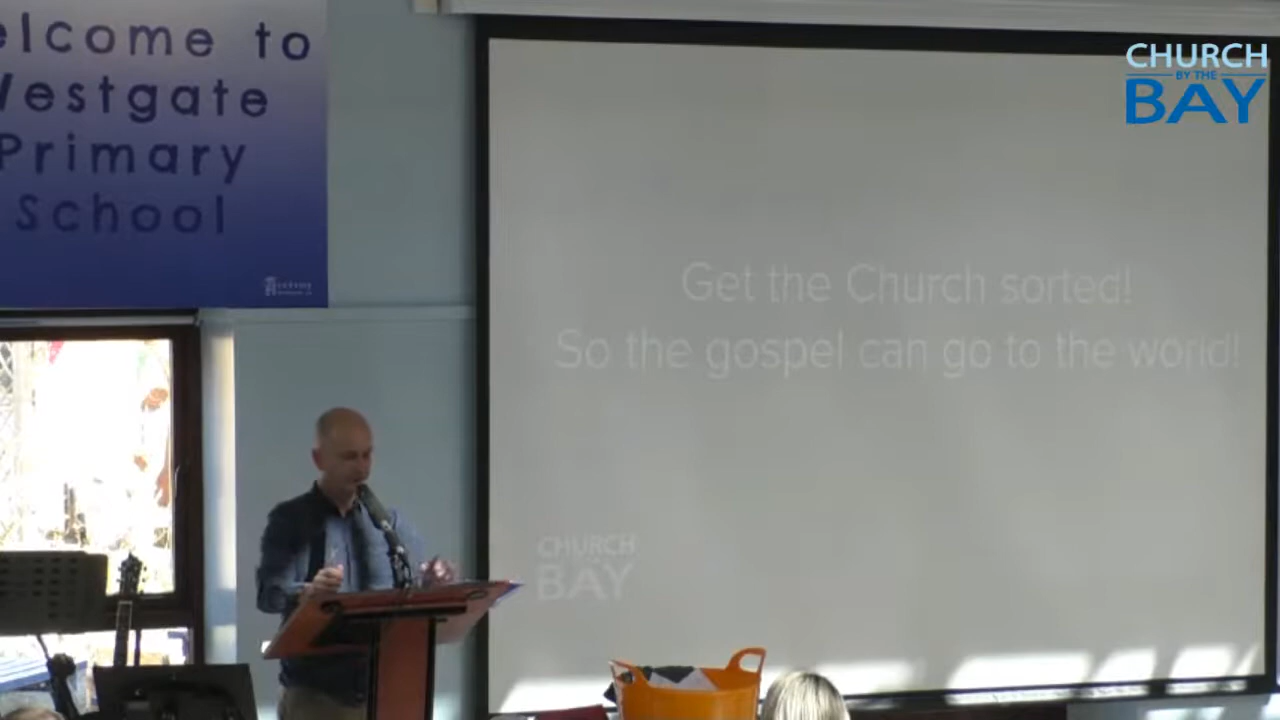 elcome to
Westgate
Primary
School
CHURCH
BY THE
BAY
Get the Church sorted!
So the gospel can go to the world!
CHURCH
BAY